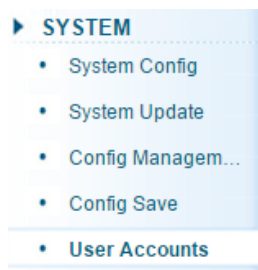 SYSTEM
System Config
System Update
Config Managem...
Config Save
User Accounts